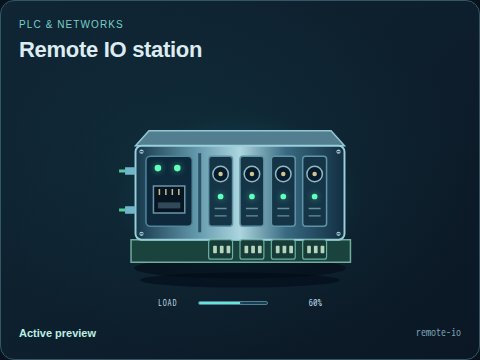 PLC & NETWORKS
Remote IO station
LOAD 60%
Active preview
remote-io